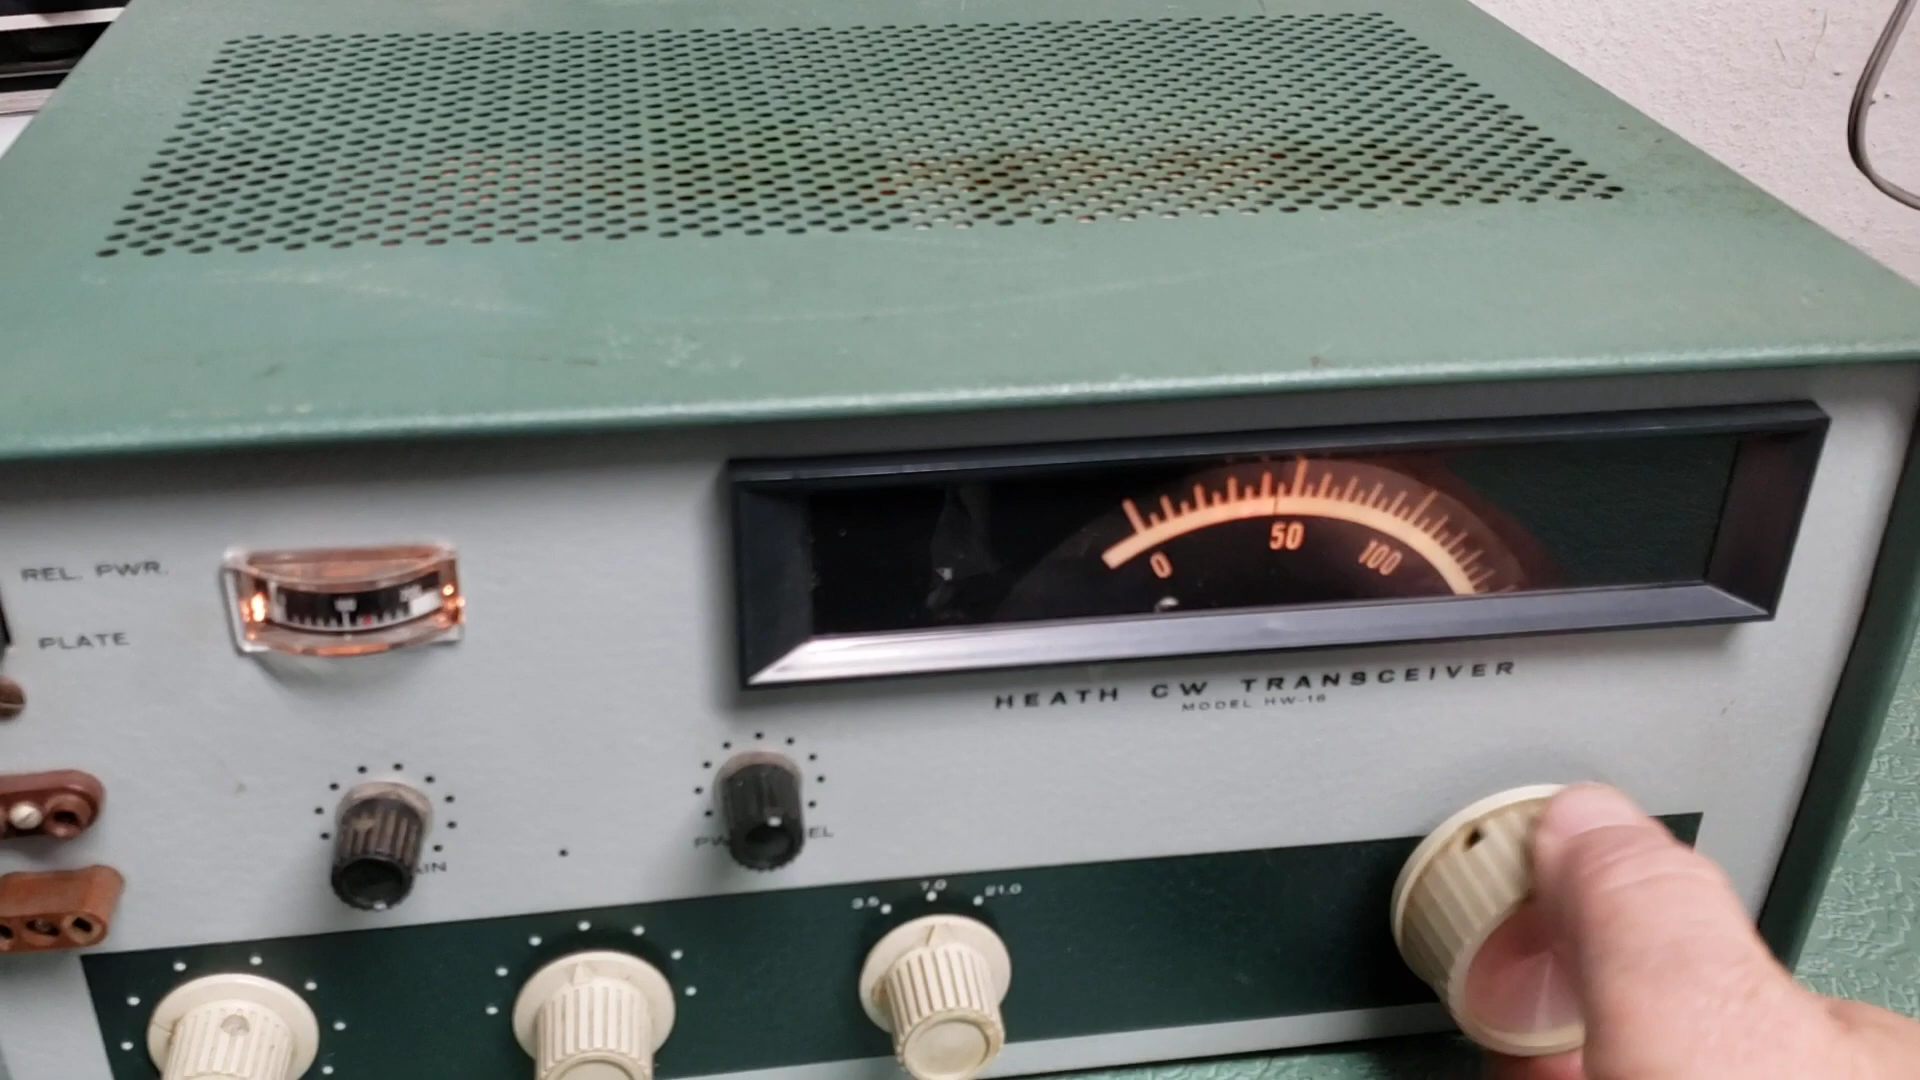 REL. PWR.
PLATE
0 50 100
HEATH CW TRANSCEIVER
MODEL HW-16
3.5 7.0 21.0